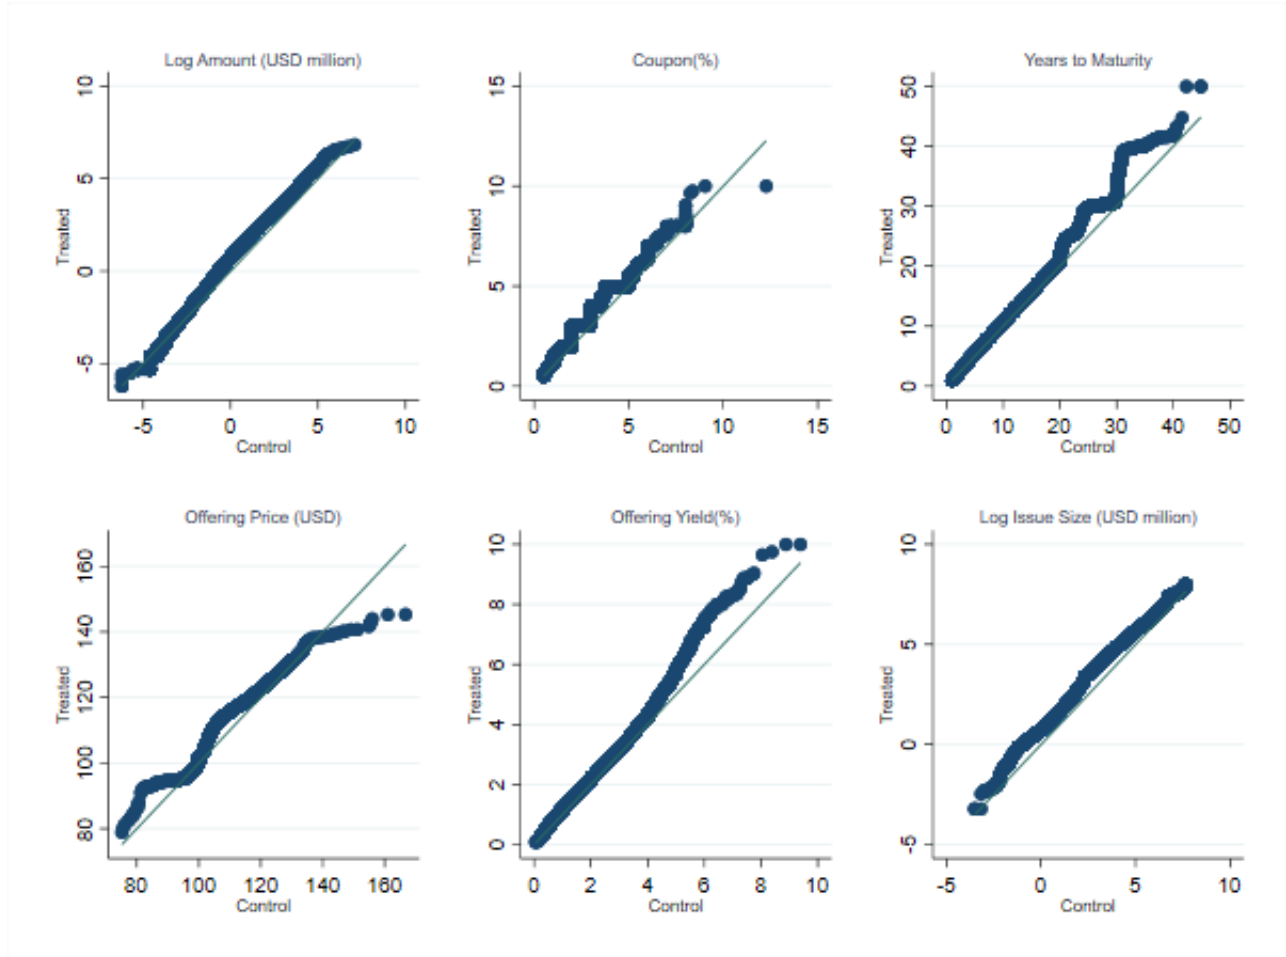 Log Amount (USD million)
Treated
10
5
0
-5
-5 0 5 10
Control
Coupon(%)
Treated
15
10
5
0
0 5 10 15
Control
Years to Maturity
Treated
50
40
30
20
10
0
0 10 20 30 40 50
Control
Offering Price (USD)
Treated
160
140
120
100
80
80 100 120 140 160
Control
Offering Yield(%)
Treated
10
8
6
4
2
0
0 2 4 6 8 10
Control
Log Issue Size (USD million)
Treated
10
5
0
-5
-5 0 5 10
Control